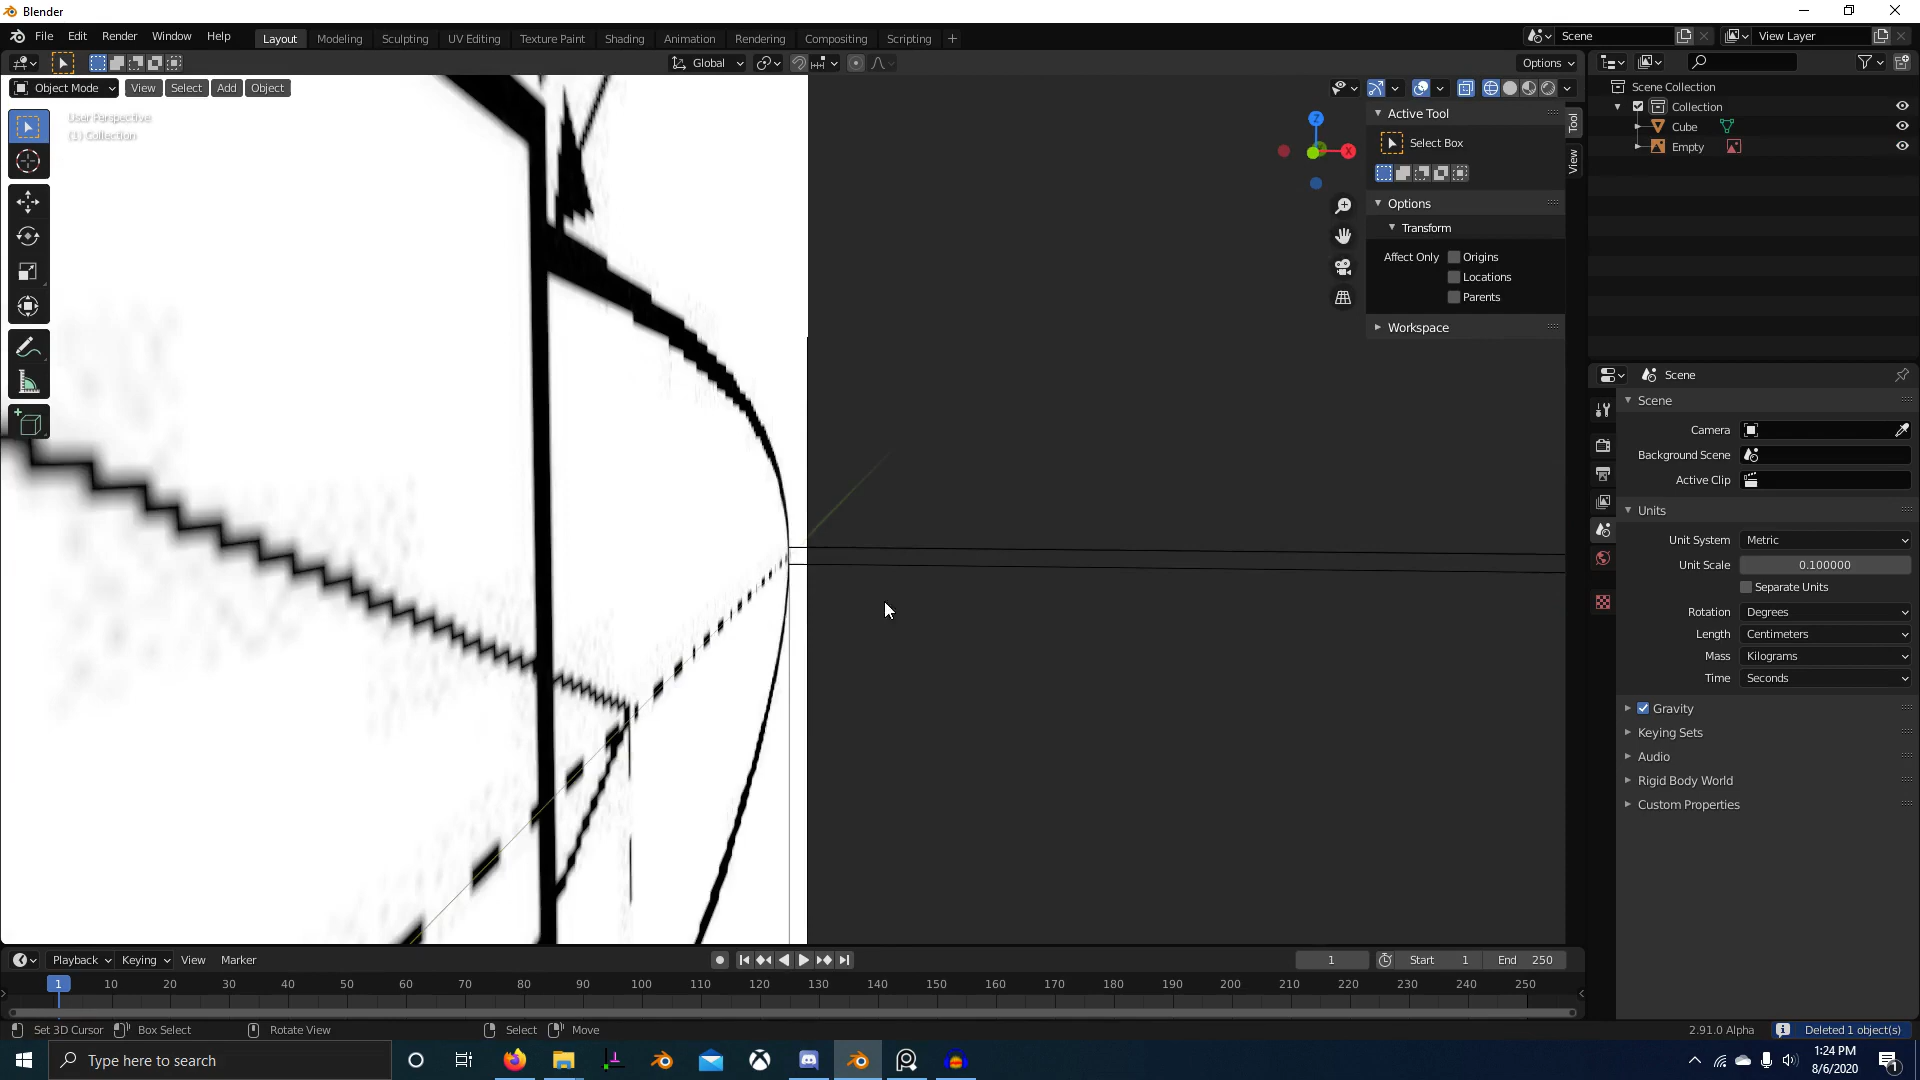 Blender
File Edit Render Window Help
Layout Modeling Sculpting UV Editing Texture Paint Shading Animation Rendering Compositing Scripting
Scene
View Layer
Global
Options
Object Mode View Select Add Object
User Perspective
(1) Collection
Z
X
Active Tool
Select Box
Options
Transform
Affect Only Origins
Locations
Parents
Workspace
Tool
View
Scene Collection
Collection
Cube
Empty
Scene
Scene
Camera
Background Scene
Active Clip
Units
Unit System Metric
Unit Scale 0.100000
Separate Units
Rotation Degrees
Length Centimeters
Mass Kilograms
Time Seconds
Gravity
Keying Sets
Audio
Rigid Body World
Custom Properties
Playback Keying View Marker
1 Start 1 End 250
1 10 20 30 40 50 60 70 80 90 100 110 120 130 140 150 160 170 180 190 200 210 220 230 240 250
Set 3D Cursor Box Select Rotate View Select Move
2.91.0 Alpha Deleted 1 object(s)
Type here to search
1:24 PM
8/6/2020
1